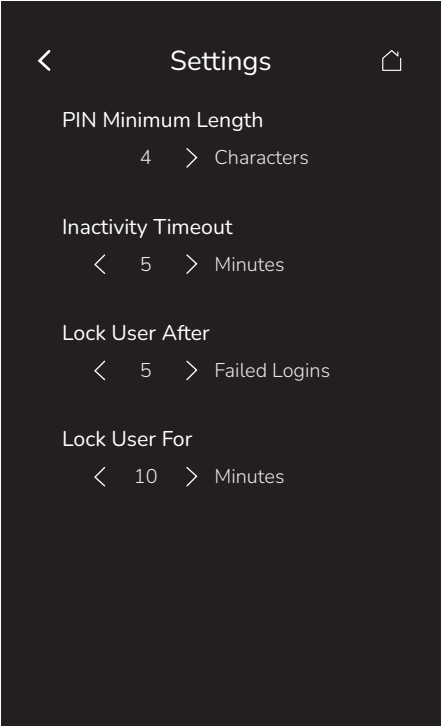 Settings
PIN Minimum Length
4 Characters
Inactivity Timeout
5 Minutes
Lock User After
5 Failed Logins
Lock User For
10 Minutes